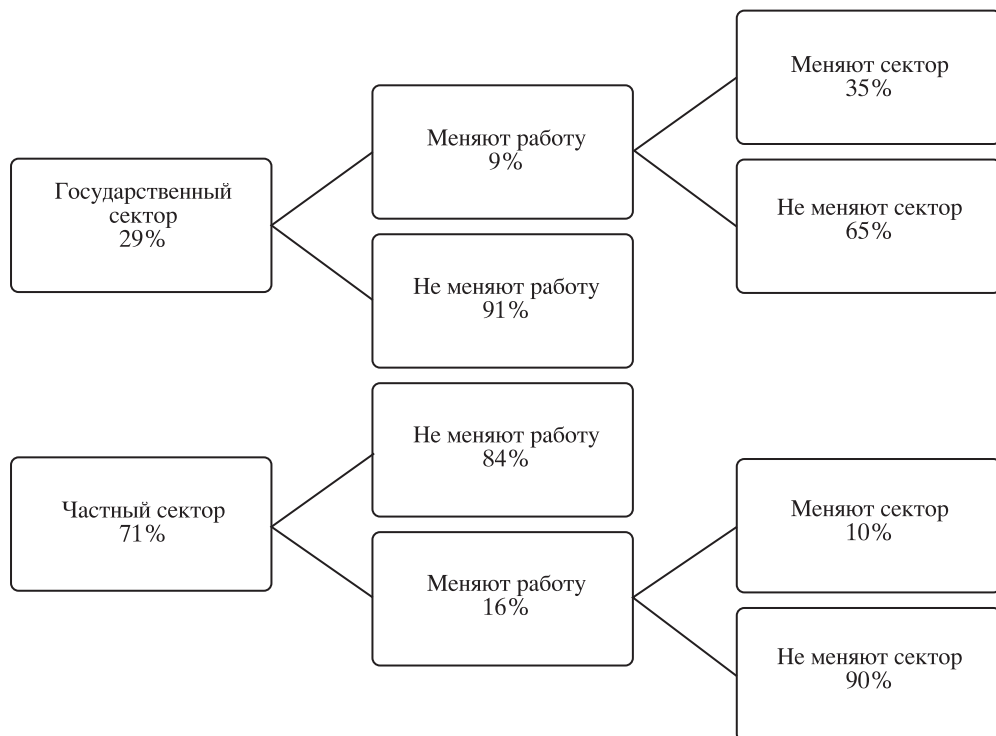 Меняют сектор
35%
Меняют работу
9%
Государственный
сектор
29%
Не меняют сектор
65%
Не меняют работу
91%
Не меняют работу
84%
Частный сектор
71%
Меняют сектор
10%
Меняют работу
16%
Не меняют сектор
90%